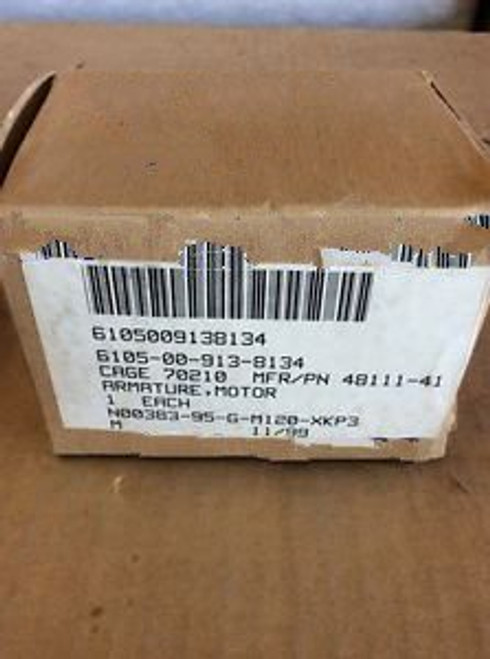 6105009138134
6105-00-913-8134
CAGE 70210 MFR/PN 48111-41
ARMATURE,MOTOR
1 EACH
N00383-95-G-M120-XKP3
M 11/99